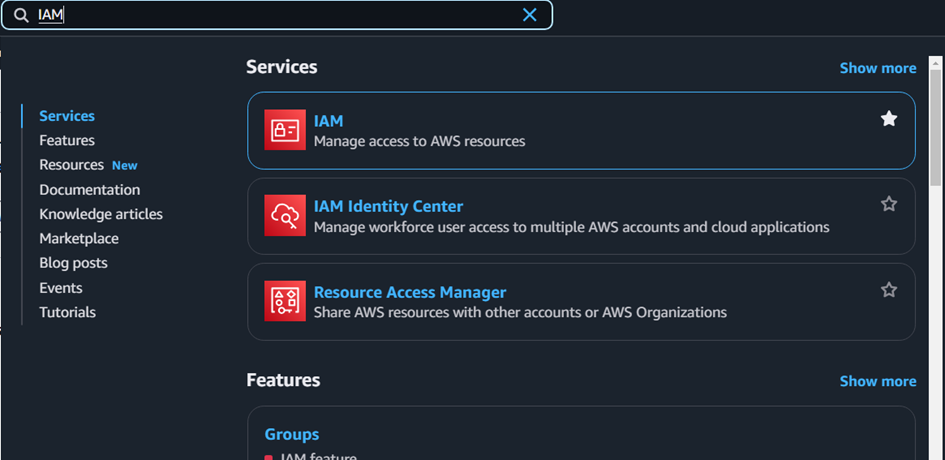 IAM
Services
Show more
Services
Features
Resources New
Documentation
Knowledge articles
Marketplace
Blog posts
Events
Tutorials
IAM
Manage access to AWS resources
IAM Identity Center
Manage workforce user access to multiple AWS accounts and cloud applications
Resource Access Manager
Share AWS resources with other accounts or AWS Organizations
Features
Show more
Groups
IAM feature